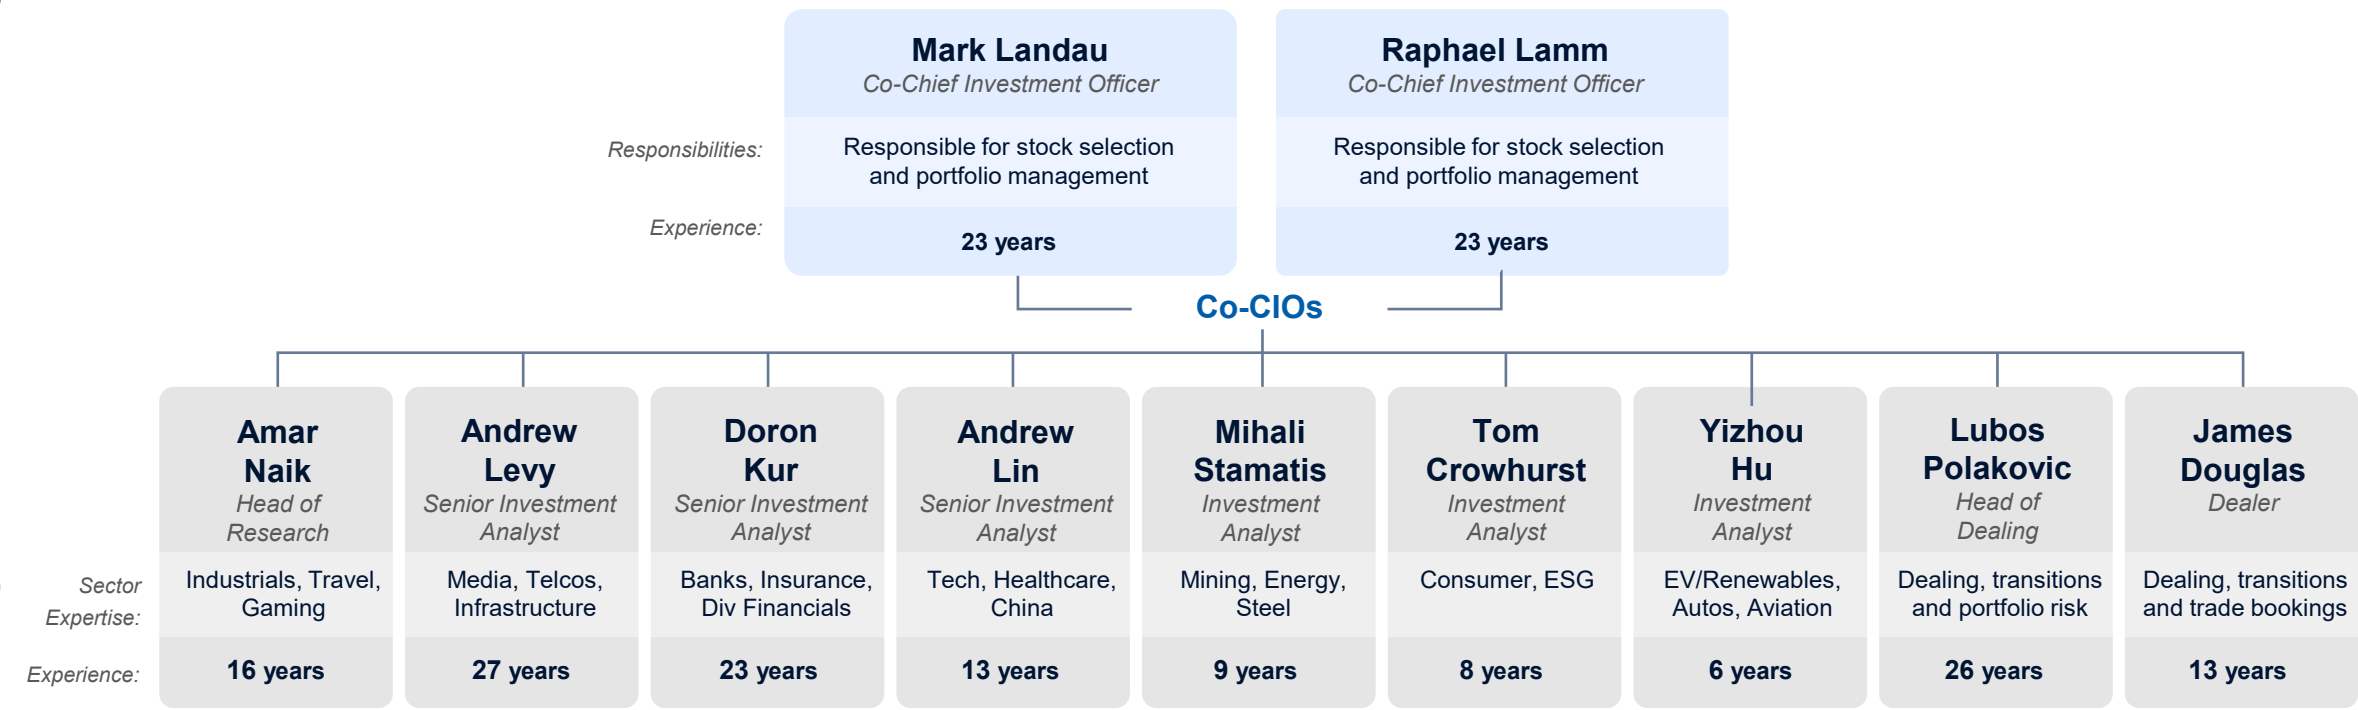 Mark Landau
Co-Chief Investment Officer
Raphael Lamm
Co-Chief Investment Officer
Responsibilities:
Responsible for stock selection
and portfolio management
Responsible for stock selection
and portfolio management
Experience:
23 years
23 years
Co-CIOs
Amar
Naik
Head of
Research
Andrew
Levy
Senior Investment
Analyst
Doron
Kur
Senior Investment
Analyst
Andrew
Lin
Senior Investment
Analyst
Mihali
Stamatis
Investment
Analyst
Tom
Crowhurst
Investment
Analyst
Yizhou
Hu
Investment
Analyst
Lubos
Polakovic
Head of
Dealing
James
Douglas
Dealer
Sector
Expertise:
Industrials, Travel,
Gaming
Media, Telcos,
Infrastructure
Banks, Insurance,
Div Financials
Tech, Healthcare,
China
Mining, Energy,
Steel
Consumer, ESG
EV/Renewables,
Autos, Aviation
Dealing, transitions
and portfolio risk
Dealing, transitions
and trade bookings
Experience:
16 years
27 years
23 years
13 years
9 years
8 years
6 years
26 years
13 years